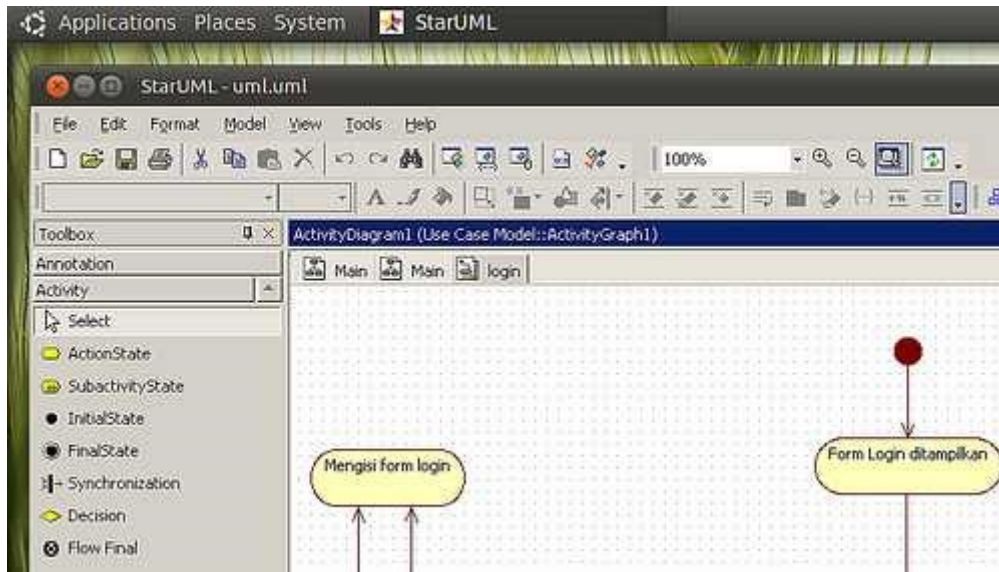 Applications Places System StarUML
StarUML - uml.uml
File Edit Format Model View Tools Help
100%
Toolbox
ActivityDiagram1 (Use Case Model::ActivityGraph1)
Annotation
Main Main login
Activity
Select
ActionState
SubactivityState
InitialState
FinalState
Synchronization
Decision
Flow Final
Mengisi form login
Form Login ditampilkan